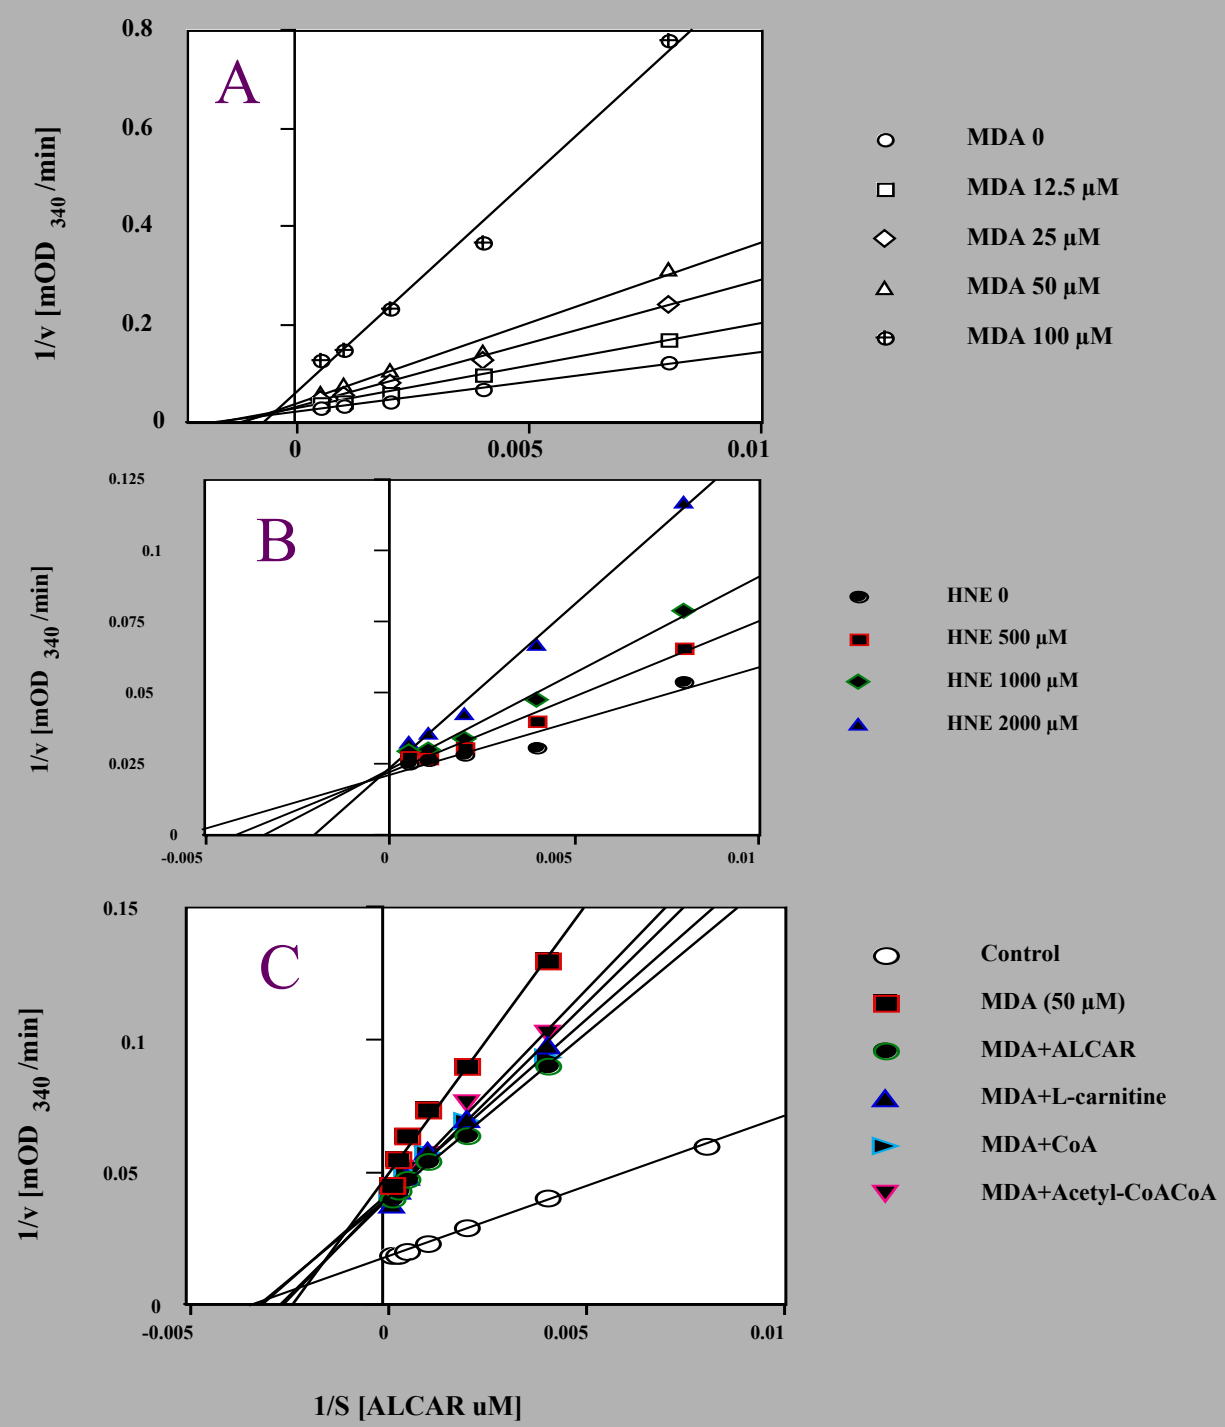 A
1/v [mOD 340 /min]
0.8
0.6
0.4
0.2
0
0 0.005 0.01
MDA 0
MDA 12.5 µM
MDA 25 µM
MDA 50 µM
MDA 100 µM
B
1/v [mOD 340 /min]
0.125
0.1
0.075
0.05
0.025
0
-0.005 0 0.005 0.01
HNE 0
HNE 500 µM
HNE 1000 µM
HNE 2000 µM
C
1/v [mOD 340 /min]
0.15
0.1
0.05
0
-0.005 0 0.005 0.01
Control
MDA (50 µM)
MDA+ALCAR
MDA+L-carnitine
MDA+CoA
MDA+Acetyl-CoACoA
1/S [ALCAR uM]